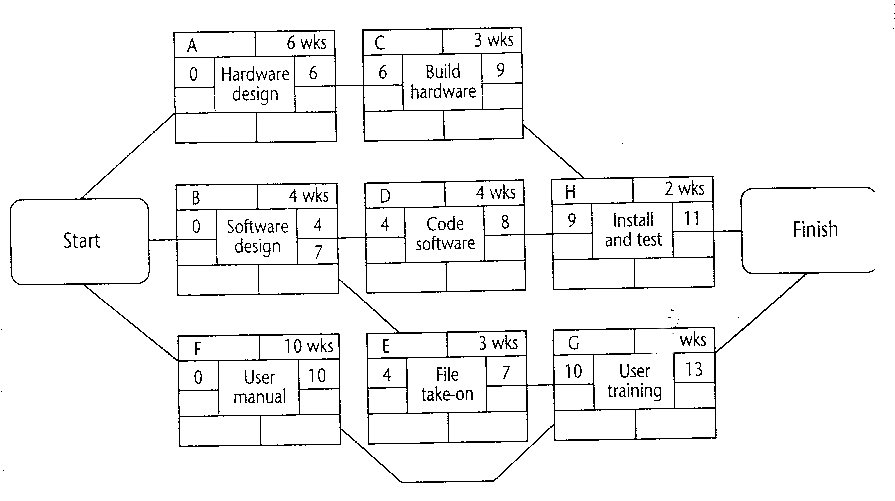 A 6 wks
0 Hardware design 6
C 3 wks
6 Build hardware 9
Start
B 4 wks
0 Software design 4
7
D 4 wks
4 Code software 8
H 2 wks
9 Install and test 11
Finish
F 10 wks
0 User manual 10
E 3 wks
4 File take-on 7
G wks
10 User training 13